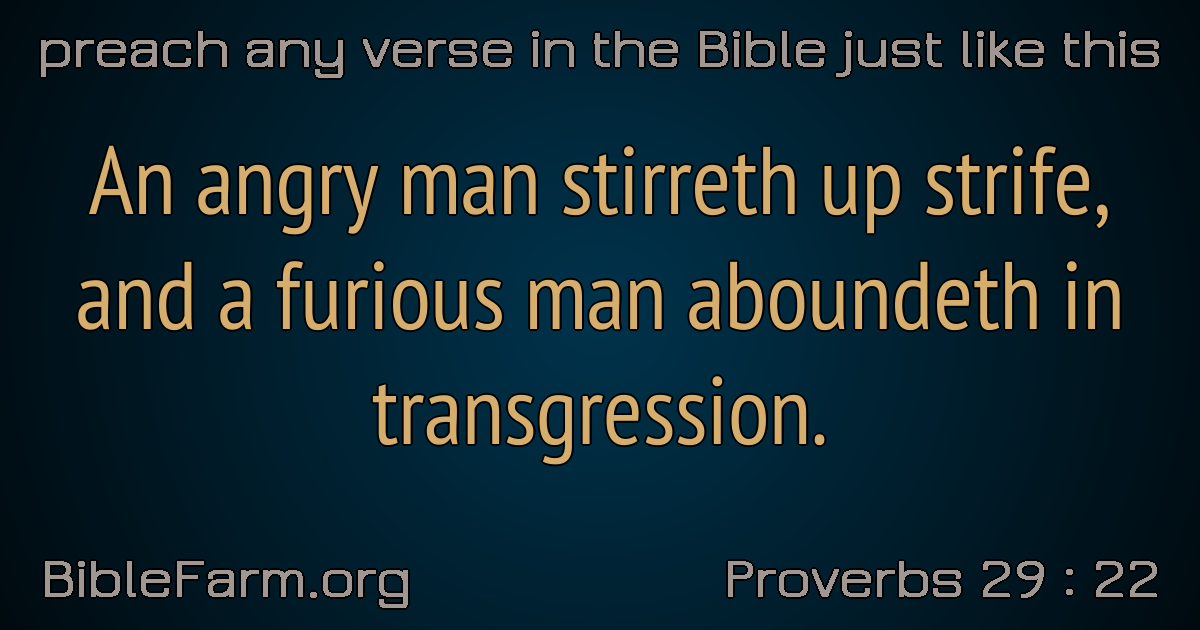 preach any verse in the Bible just like this
An angry man stirreth up strife,
and a furious man aboundeth in
transgression.
BibleFarm.org
Proverbs 29 : 22